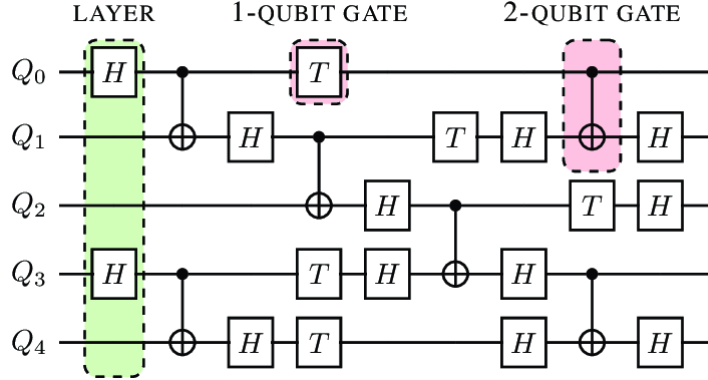 LAYER 1-QUBIT GATE 2-QUBIT GATE
Q0 H T
Q1 H T H H
Q2 H T H
Q3 H T H H
Q4 H T H H